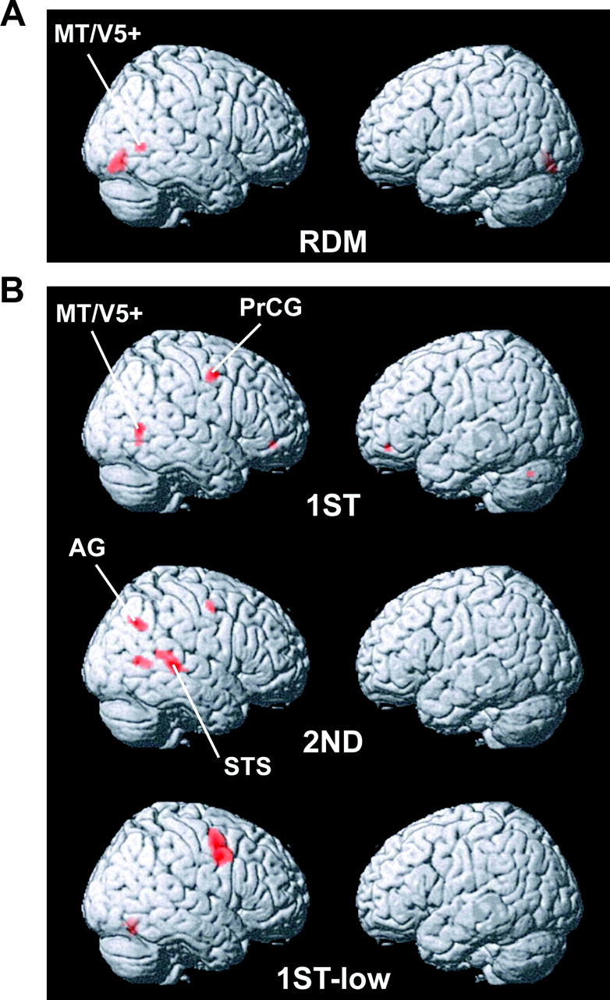 A
MT/V5+
RDM
B
MT/V5+
PrCG
1ST
AG
2ND
STS
1ST-low